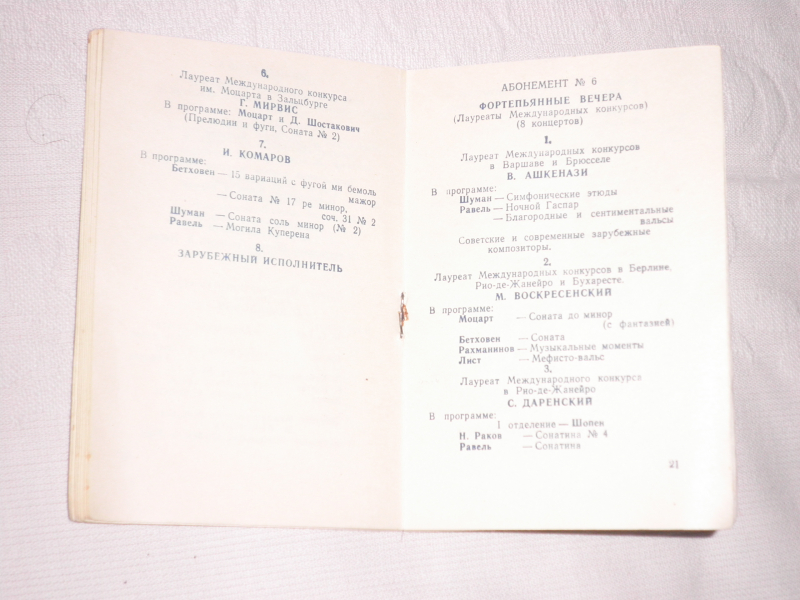 6.
Лауреат Международного конкурса
им. Моцарта в Зальцбурге
Г. МИРВИС
В программе: Моцарт и Д. Шостакович
(Прелюдии и фуги, Соната № 2)
7.
И. КОМАРОВ
В программе:
Бетховен — 15 вариаций с фугой ми бемоль
мажор
— Соната № 17 ре минор,
соч. 31 № 2
Шуман — Соната соль минор (№ 2)
Равель — Могила Куперена
8.
ЗАРУБЕЖНЫЙ ИСПОЛНИТЕЛЬ
АБОНЕМЕНТ № 6
ФОРТЕПЬЯННЫЕ ВЕЧЕРА
(Лауреаты Международных конкурсов)
(8 концертов)
1.
Лауреат Международных конкурсов
в Варшаве и Брюсселе
В. АШКЕНАЗИ
В программе:
Шуман — Симфонические этюды
Равель — Ночной Гаспар
— Благородные и сентиментальные
вальсы
Советские и современные зарубежные
композиторы.
2.
Лауреат Международных конкурсов в Берлине,
Рио-де-Жанейро и Бухаресте.
М. ВОСКРЕСЕНСКИЙ
В программе:
Моцарт — Соната до минор
(с фантазией)
Бетховен — Соната
Рахманинов — Музыкальные моменты
Лист — Мефисто-вальс
3.
Лауреат Международного конкурса
в Рио-де-Жанейро
С. ДАРЕНСКИЙ
В программе:
1 отделение — Шопен
Н. Раков — Сонатина № 4
Равель — Сонатина
21